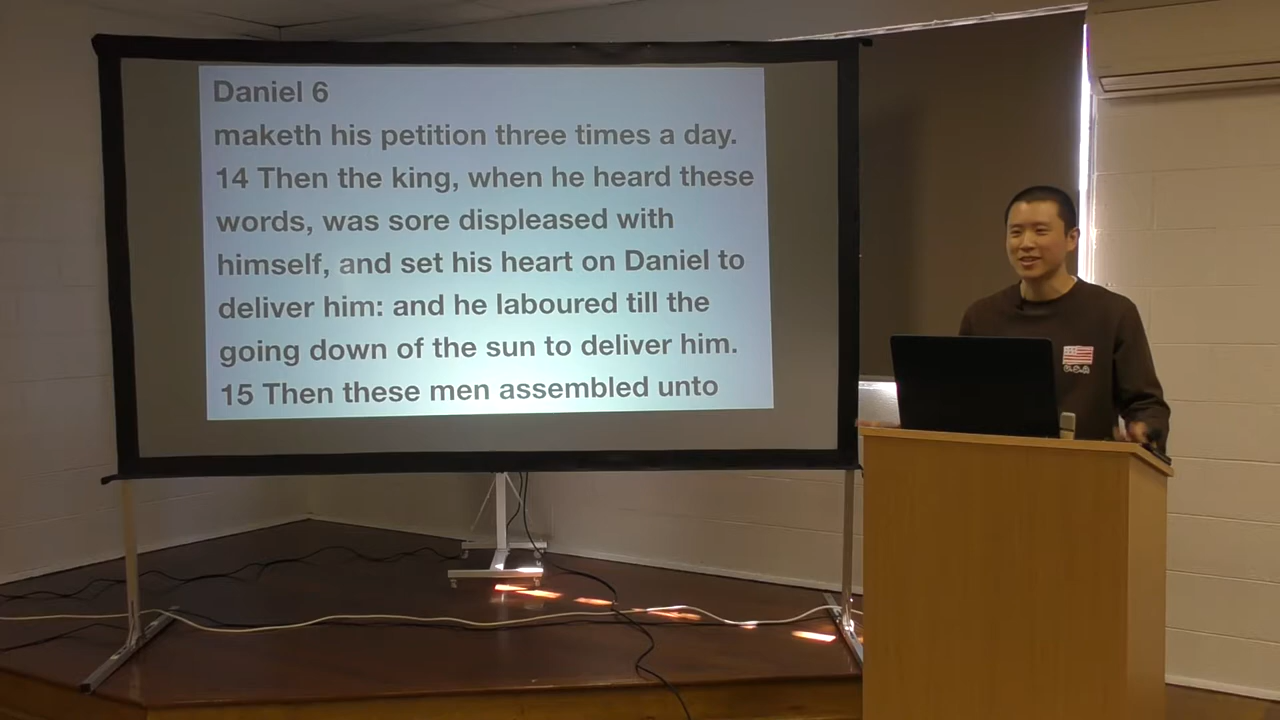 Daniel 6
maketh his petition three times a day.
14 Then the king, when he heard these
words, was sore displeased with
himself, and set his heart on Daniel to
deliver him: and he laboured till the
going down of the sun to deliver him.
15 Then these men assembled unto